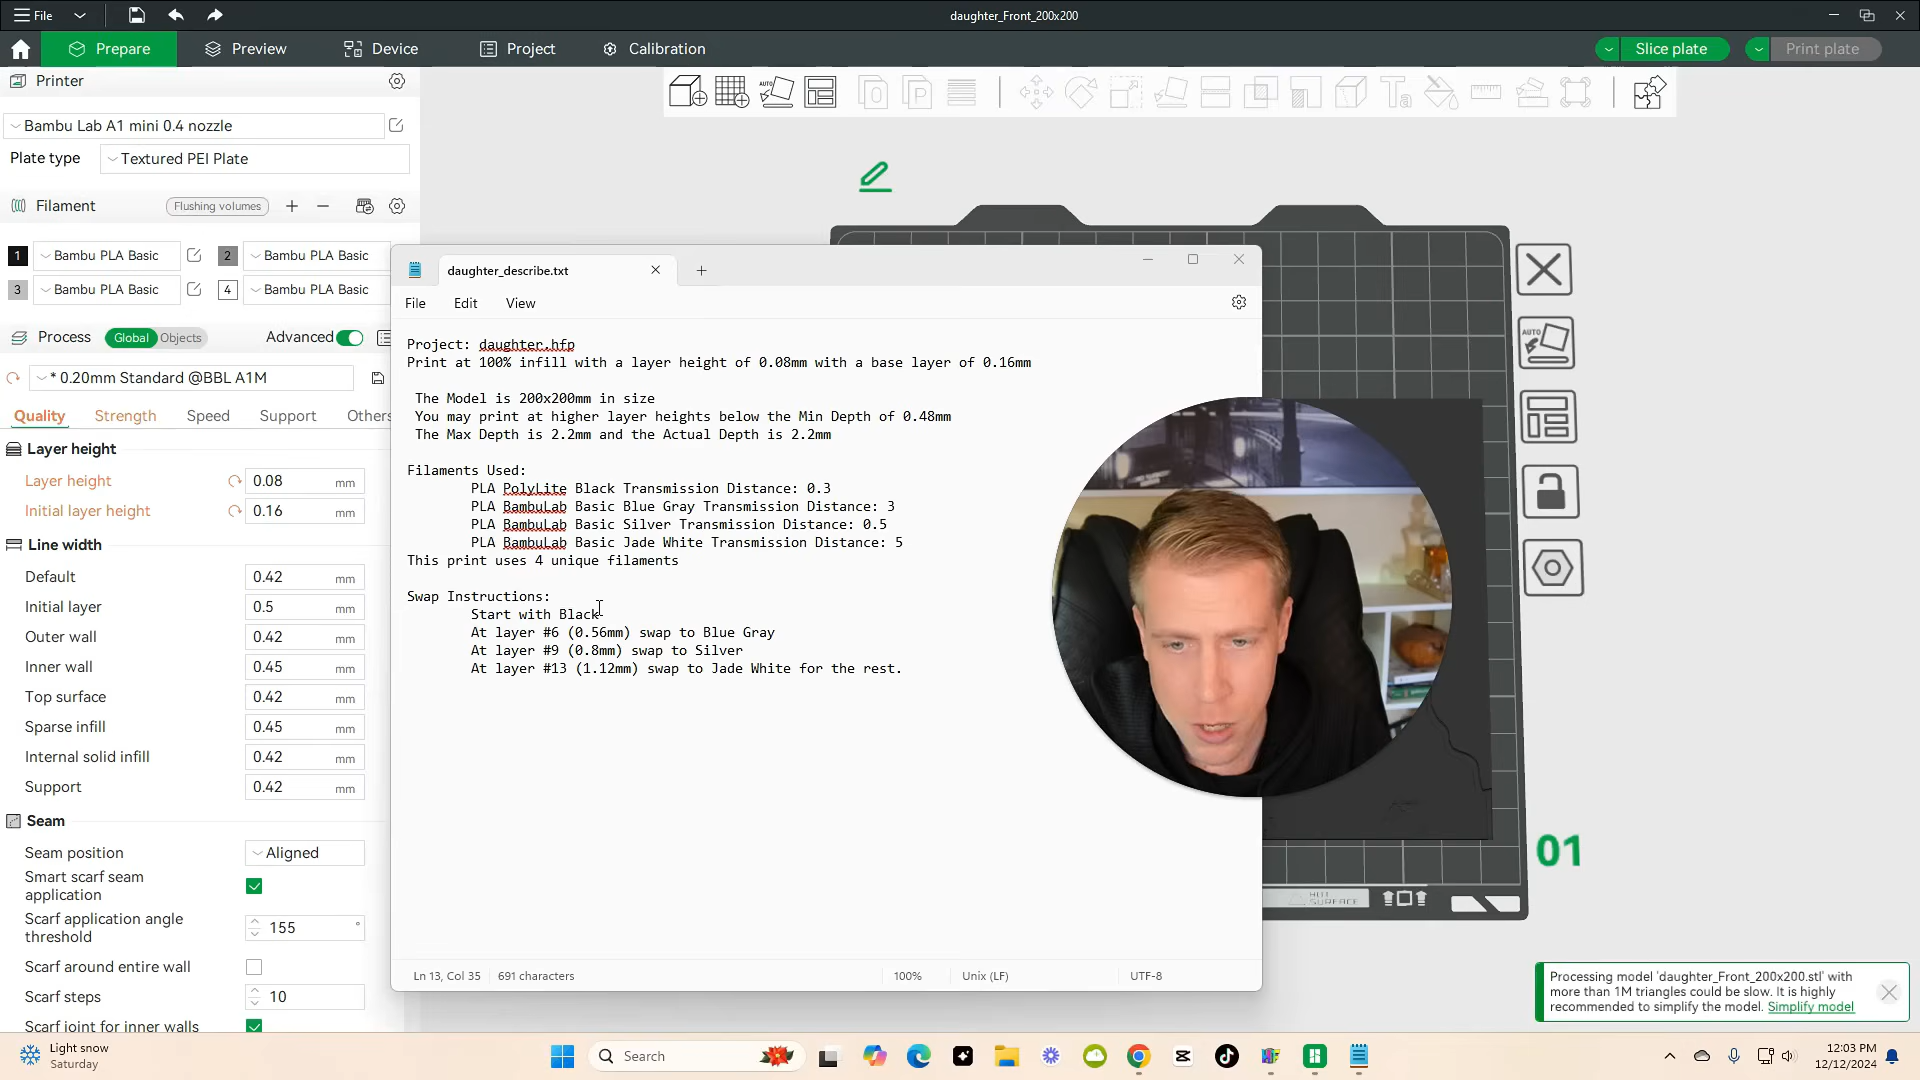 File
daughter_Front_200x200
Prepare
Preview
Device
Project
Calibration
Slice plate
Print plate
Printer
Bambu Lab A1 mini 0.4 nozzle
Plate type
Textured PEI Plate
Filament
Flushing volumes
1 Bambu PLA Basic
2 Bambu PLA Basic
3 Bambu PLA Basic
4 Bambu PLA Basic
Process
Global
Objects
Advanced
* 0.20mm Standard @BBL A1M
Quality
Strength
Speed
Support
Others
Layer height
Layer height 0.08 mm
Initial layer height 0.16 mm
Line width
Default 0.42 mm
Initial layer 0.5 mm
Outer wall 0.42 mm
Inner wall 0.45 mm
Top surface 0.42 mm
Sparse infill 0.45 mm
Internal solid infill 0.42 mm
Support 0.42 mm
Seam
Seam position Aligned
Smart scarf seam
application
Scarf application angle
threshold 155 °
Scarf around entire wall
Scarf steps 10
Scarf joint for inner walls
daughter_describe.txt
File
Edit
View
Project: daughter.hfp
Print at 100% infill with a layer height of 0.08mm with a base layer of 0.16mm
The Model is 200x200mm in size
You may print at higher layer heights below the Min Depth of 0.48mm
The Max Depth is 2.2mm and the Actual Depth is 2.2mm
Filaments Used:
PLA PolyLite Black Transmission Distance: 0.3
PLA BambuLab Basic Blue Gray Transmission Distance: 3
PLA BambuLab Basic Silver Transmission Distance: 0.5
PLA BambuLab Basic Jade White Transmission Distance: 5
This print uses 4 unique filaments
Swap Instructions:
Start with Black
At layer #6 (0.56mm) swap to Blue Gray
At layer #9 (0.8mm) swap to Silver
At layer #13 (1.12mm) swap to Jade White for the rest.
Ln 13, Col 35
691 characters
100%
Unix (LF)
UTF-8
AUTO
AUTO
HOT
SURFACE
01
Processing model 'daughter_Front_200x200.stl' with
more than 1M triangles could be slow. It is highly
recommended to simplify the model. Simplify model
Light snow
Saturday
Search
12:03 PM
12/12/2024